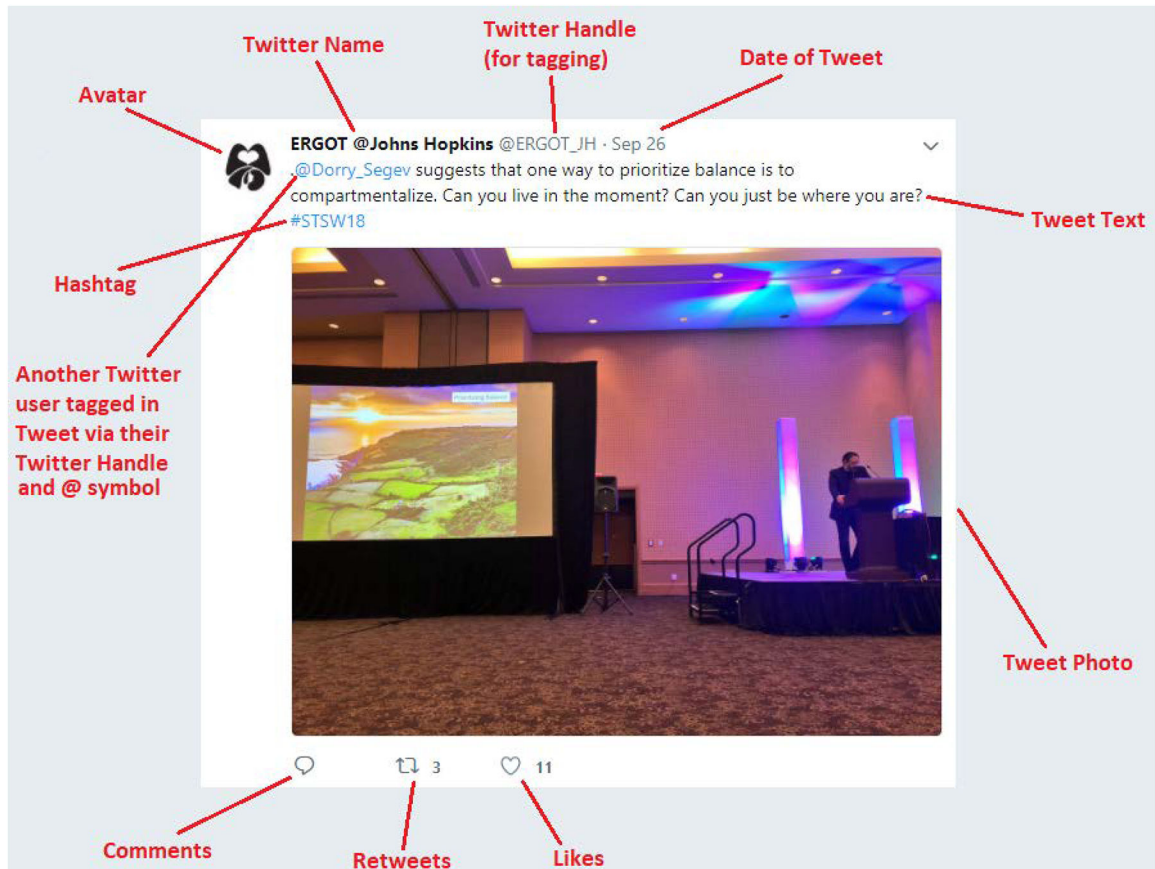 Twitter Name
Twitter Handle
(for tagging)
Date of Tweet
Avatar
ERGOT @Johns Hopkins @ERGOT_JH · Sep 26
.@Dorry_Segev suggests that one way to prioritize balance is to
compartmentalize. Can you live in the moment? Can you just be where you are?
#STSW18
Tweet Text
Hashtag
Another Twitter
user tagged in
Tweet via their
Twitter Handle
and @ symbol
Prioritizing Balance
Tweet Photo
3
11
Comments
Retweets
Likes